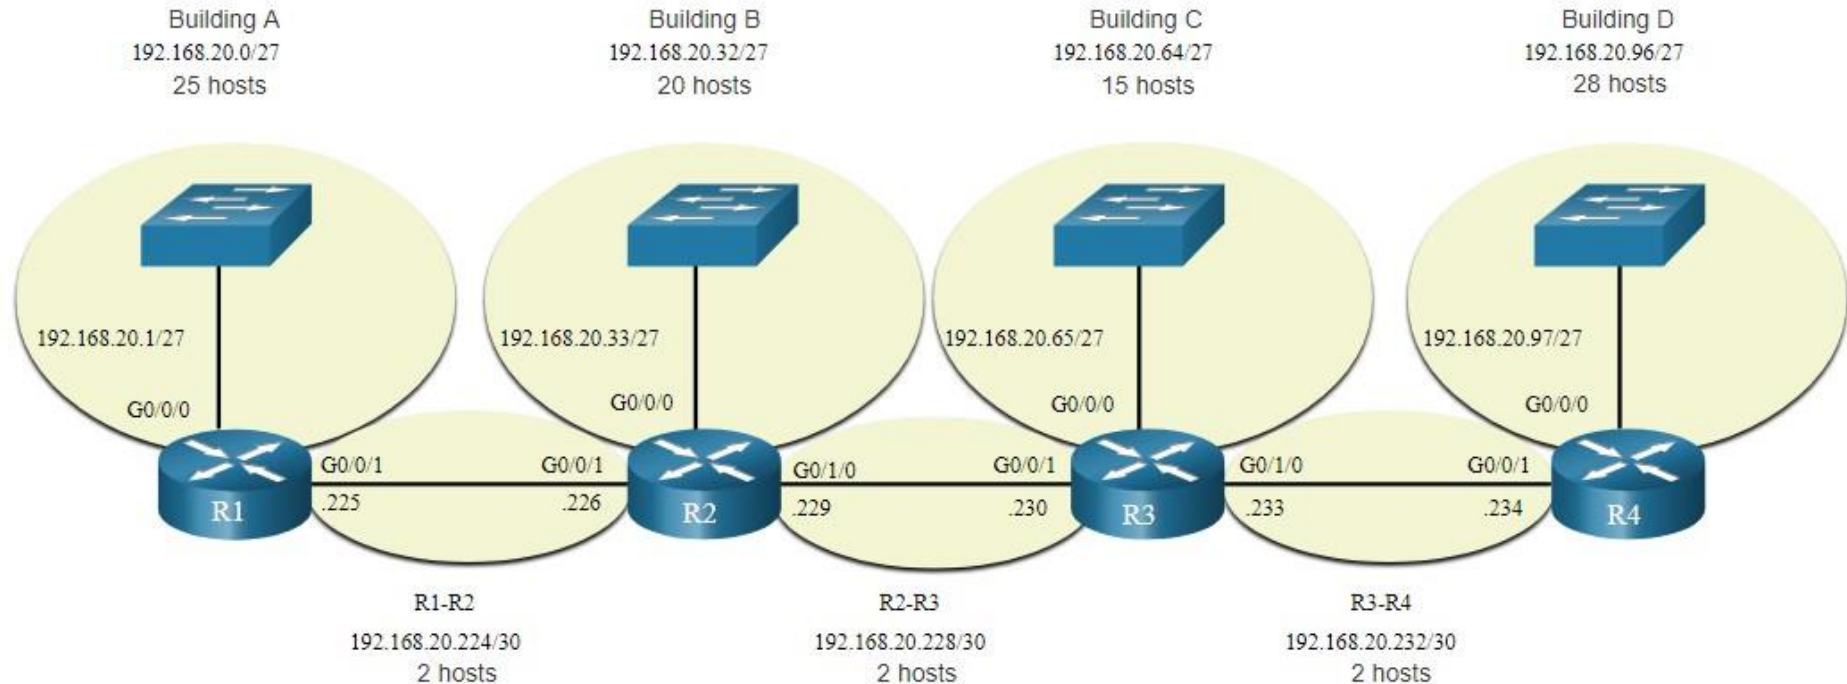 Building A
192.168.20.0/27
25 hosts
Building B
192.168.20.32/27
20 hosts
Building C
192.168.20.64/27
15 hosts
Building D
192.168.20.96/27
28 hosts
192.168.20.1/27
192.168.20.33/27
192.168.20.65/27
192.168.20.97/27
G0/0/0
G0/0/0
G0/0/0
G0/0/0
R1
G0/0/1
.225
G0/0/1
.226
R2
G0/1/0
.229
G0/0/1
.230
R3
G0/1/0
.233
G0/0/1
.234
R4
R1-R2
192.168.20.224/30
2 hosts
R2-R3
192.168.20.228/30
2 hosts
R3-R4
192.168.20.232/30
2 hosts